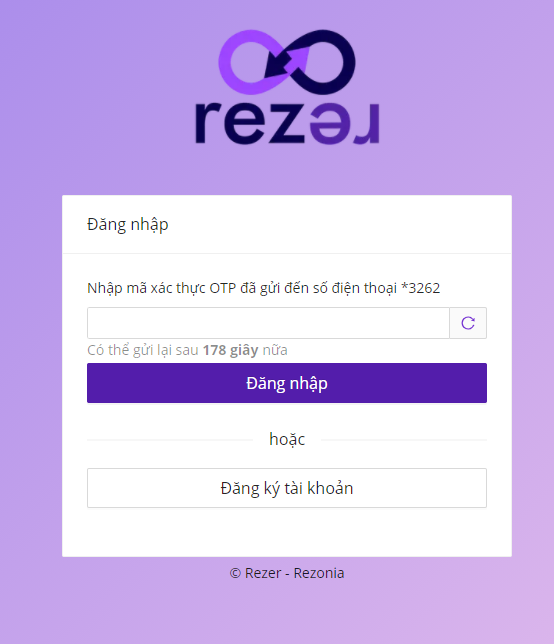 rezer
Đăng nhập
Nhập mã xác thực OTP đã gửi đến số điện thoại *3262
Có thể gửi lại sau 178 giây nữa
Đăng nhập
hoặc
Đăng ký tài khoản
© Rezer - Rezonia